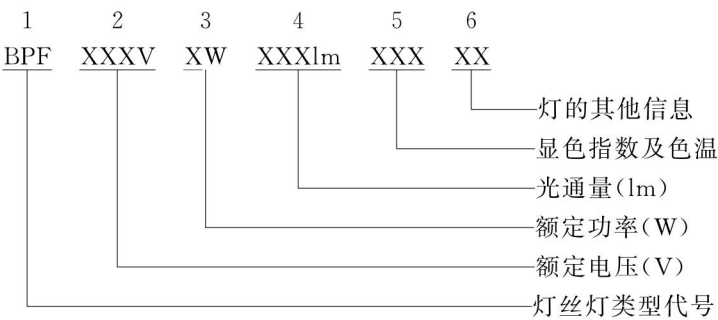 1 2 3 4 5 6
BPF XXXV XW XXXlm XXX XX
灯的其他信息
显色指数及色温
光通量(lm)
额定功率(W)
额定电压(V)
灯丝灯类型代号